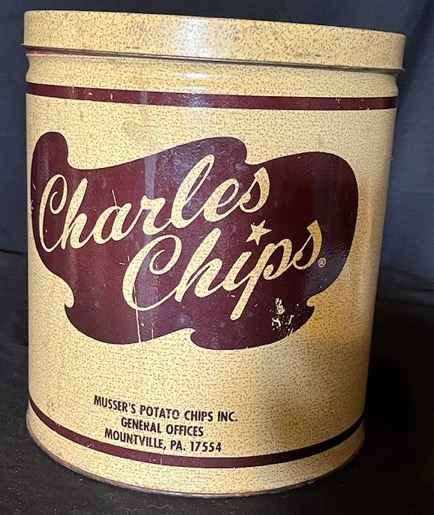 Charles
Chips®
MUSSER'S POTATO CHIPS INC.
GENERAL OFFICES
MOUNTVILLE, PA. 17554